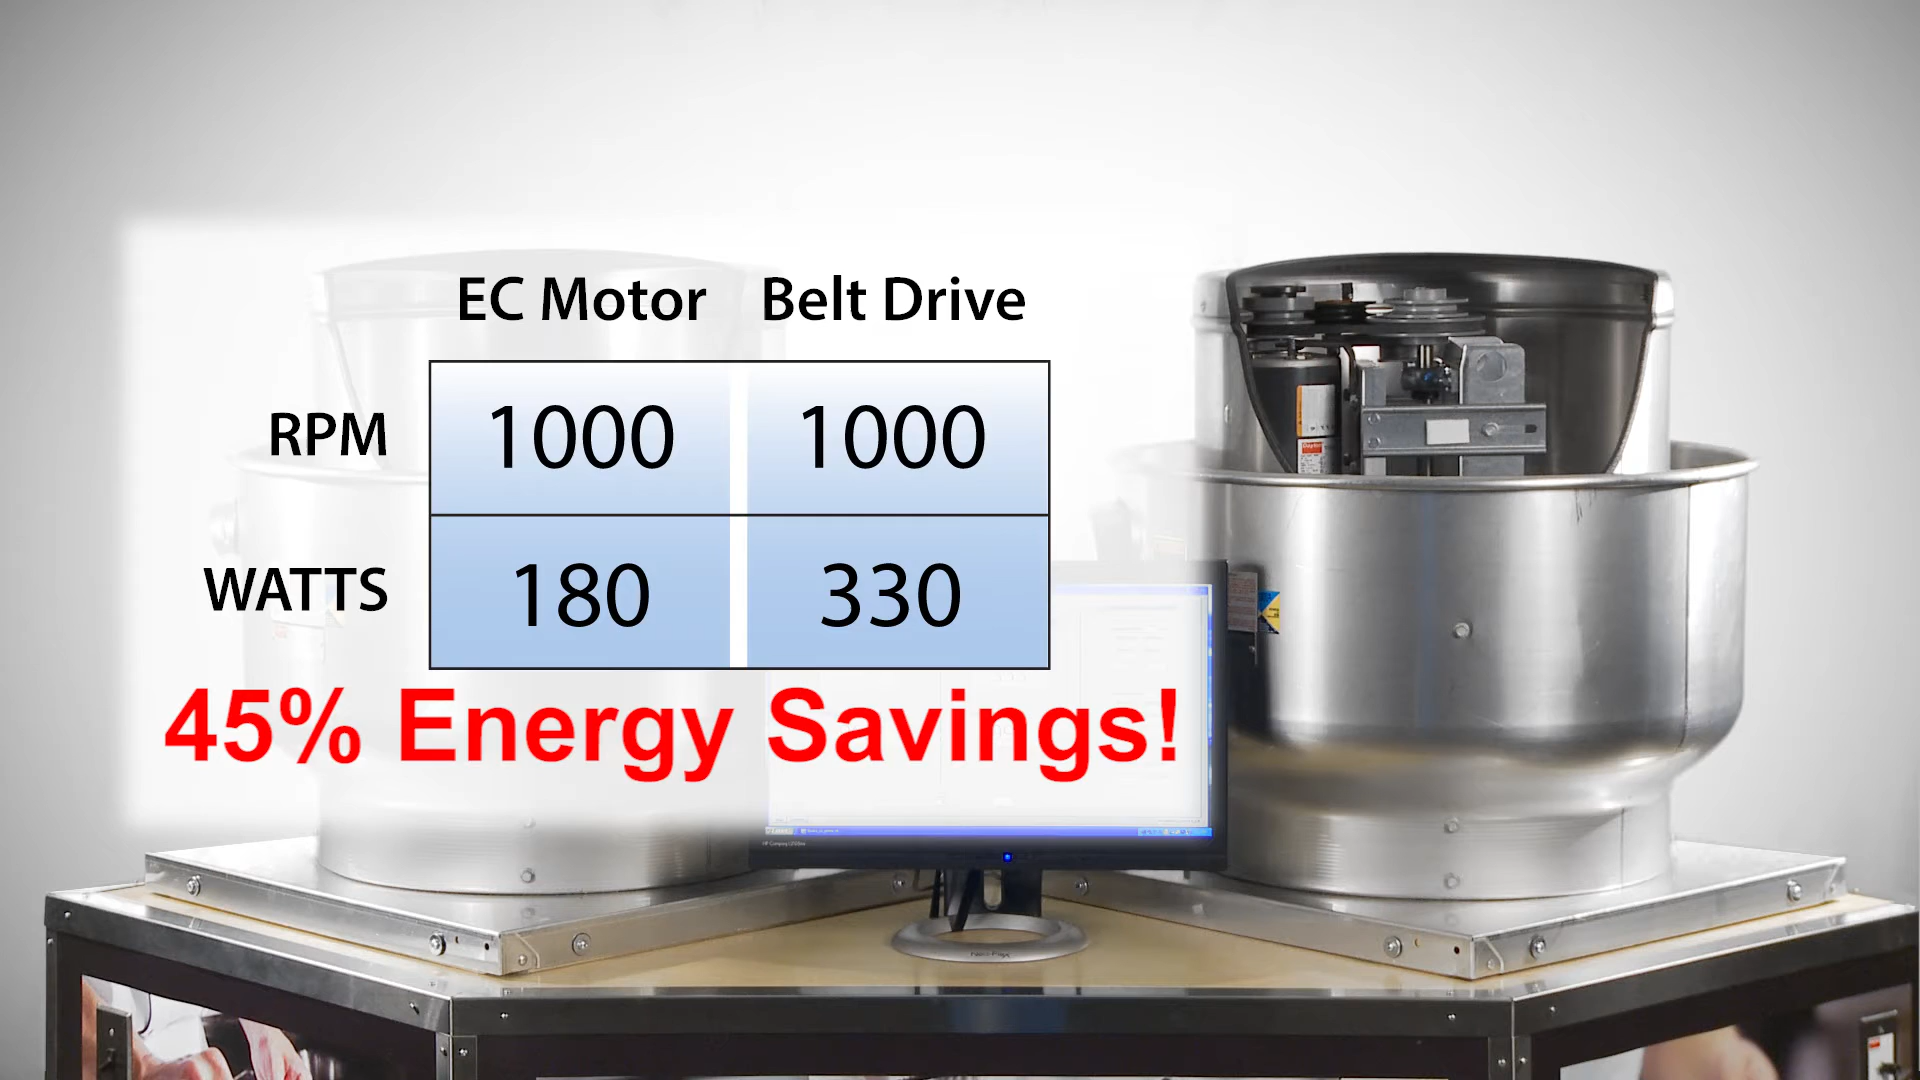 EC Motor Belt Drive
RPM 1000 1000
WATTS 180 330
45% Energy Savings!